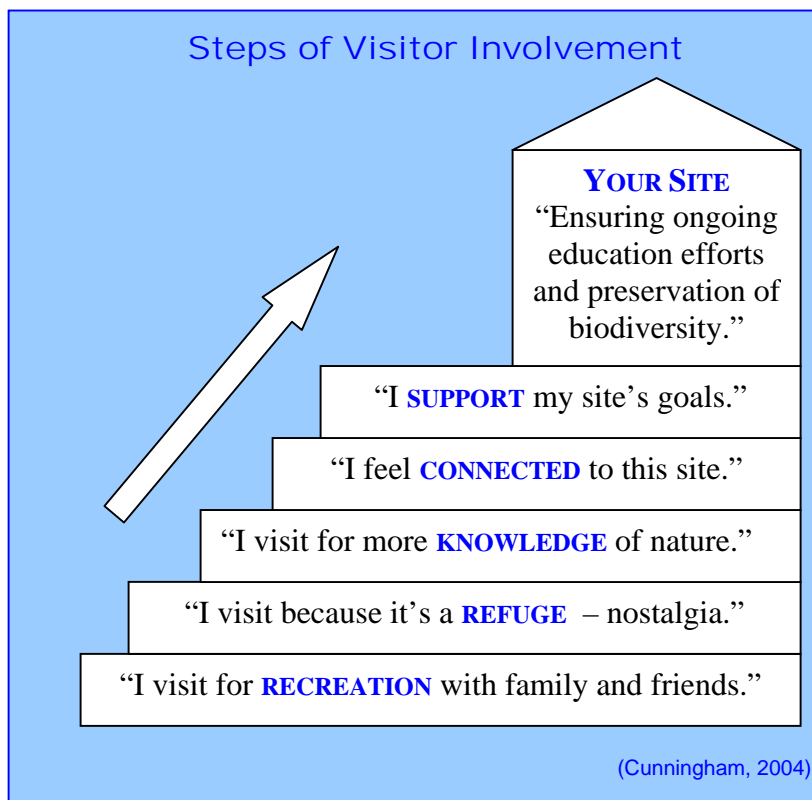 Steps of Visitor Involvement
YOUR SITE
“Ensuring ongoing
education efforts
and preservation of
biodiversity.”
“I SUPPORT my site’s goals.”
“I feel CONNECTED to this site.”
“I visit for more KNOWLEDGE of nature.”
“I visit because it’s a REFUGE – nostalgia.”
“I visit for RECREATION with family and friends.”
(Cunningham, 2004)